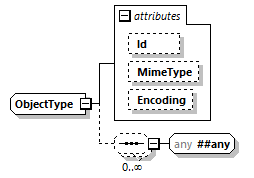 attributes
Id
MimeType
Encoding
ObjectType
any ##any
0..∞